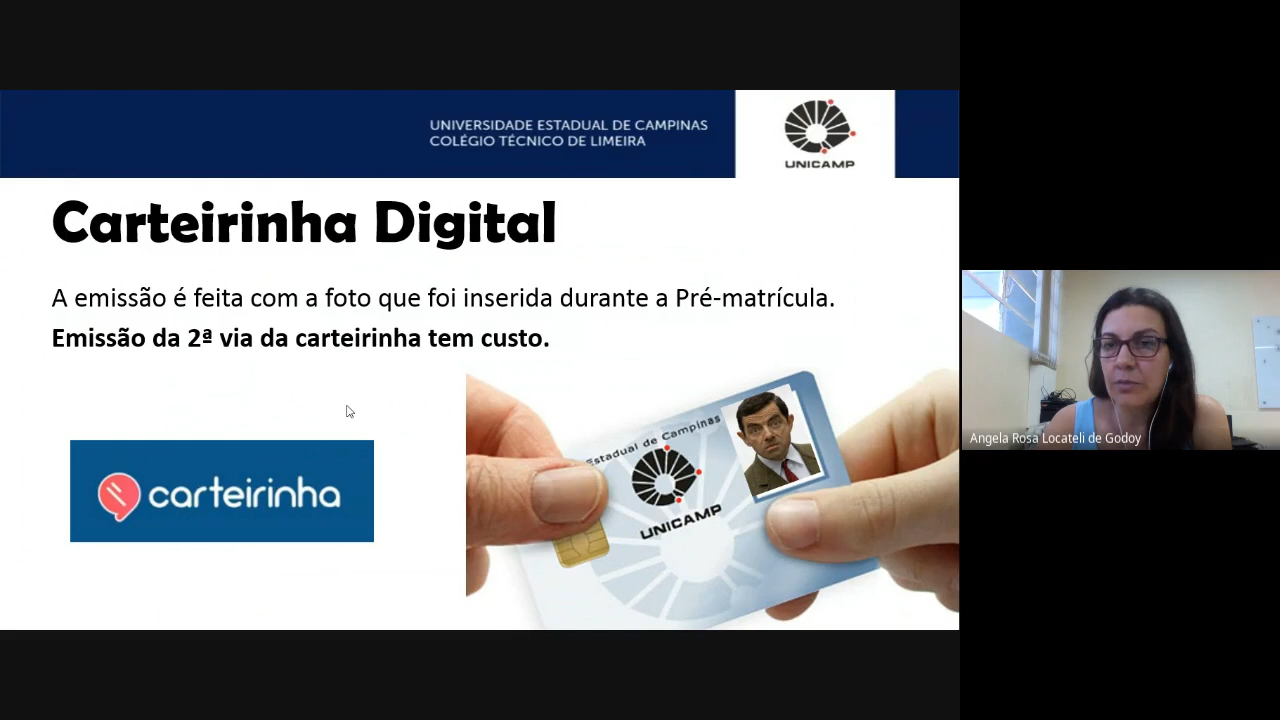 UNIVERSIDADE ESTADUAL DE CAMPINAS
COLÉGIO TÉCNICO DE LIMEIRA
UNICAMP
Carteirinha Digital
A emissão é feita com a foto que foi inserida durante a Pré-matrícula.
Emissão da 2ª via da carteirinha tem custo.
carteirinha
Estadual de Campinas
UNICAMP
Angela Rosa Locateli de Godoy